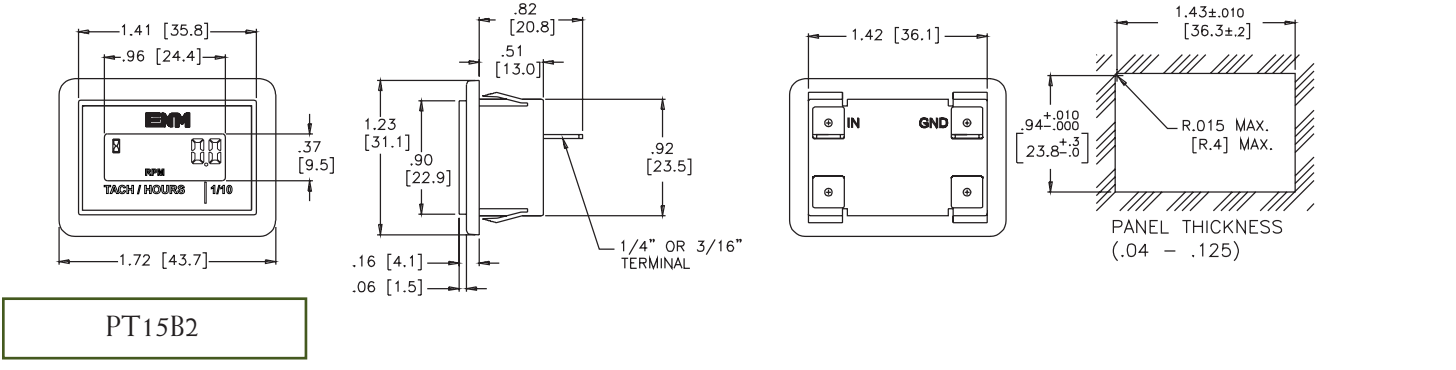 1.41 [35.8]
.96 [24.4]
ENM
.37
[9.5]
RPM
TACH / HOURS 1/10
1.72 [43.7]
.82
[20.8]
.51
[13.0]
1.23
[31.1]
.90
[22.9]
.92
[23.5]
1/4” OR 3/16”
TERMINAL
.16 [4.1]
.06 [1.5]
1.42 [36.1]
IN GND
1.43±.010
[36.3±.2]
.94+.010 -.000
[23.8+.3 -.0]
R.015 MAX.
[R.4] MAX.
PANEL THICKNESS
(.04 - .125)
PT15B2